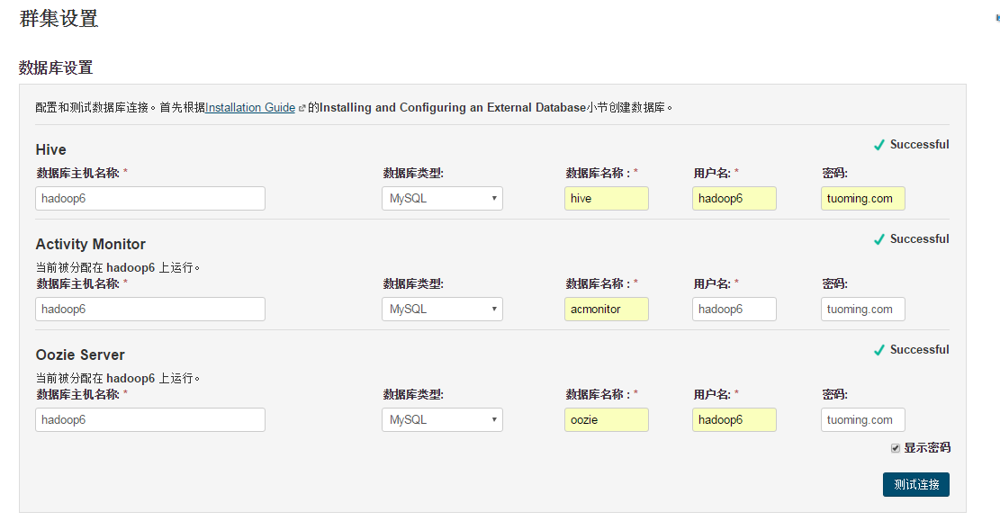 群集设置
数据库设置
配置和测试数据库连接。首先根据Installation Guide 的Installing and Configuring an External Database小节创建数据库。
Hive
Successful
数据库主机名称: * 数据库类型: 数据库名称 : * 用户名: * 密码:
hadoop6 MySQL hive hadoop6 tuoming.com
Activity Monitor
Successful
当前被分配在 hadoop6 上运行。
数据库主机名称: * 数据库类型: 数据库名称 : * 用户名: * 密码:
hadoop6 MySQL acmonitor hadoop6 tuoming.com
Oozie Server
Successful
当前被分配在 hadoop6 上运行。
数据库主机名称: * 数据库类型: 数据库名称 : * 用户名: * 密码:
hadoop6 MySQL oozie hadoop6 tuoming.com
显示密码
测试连接